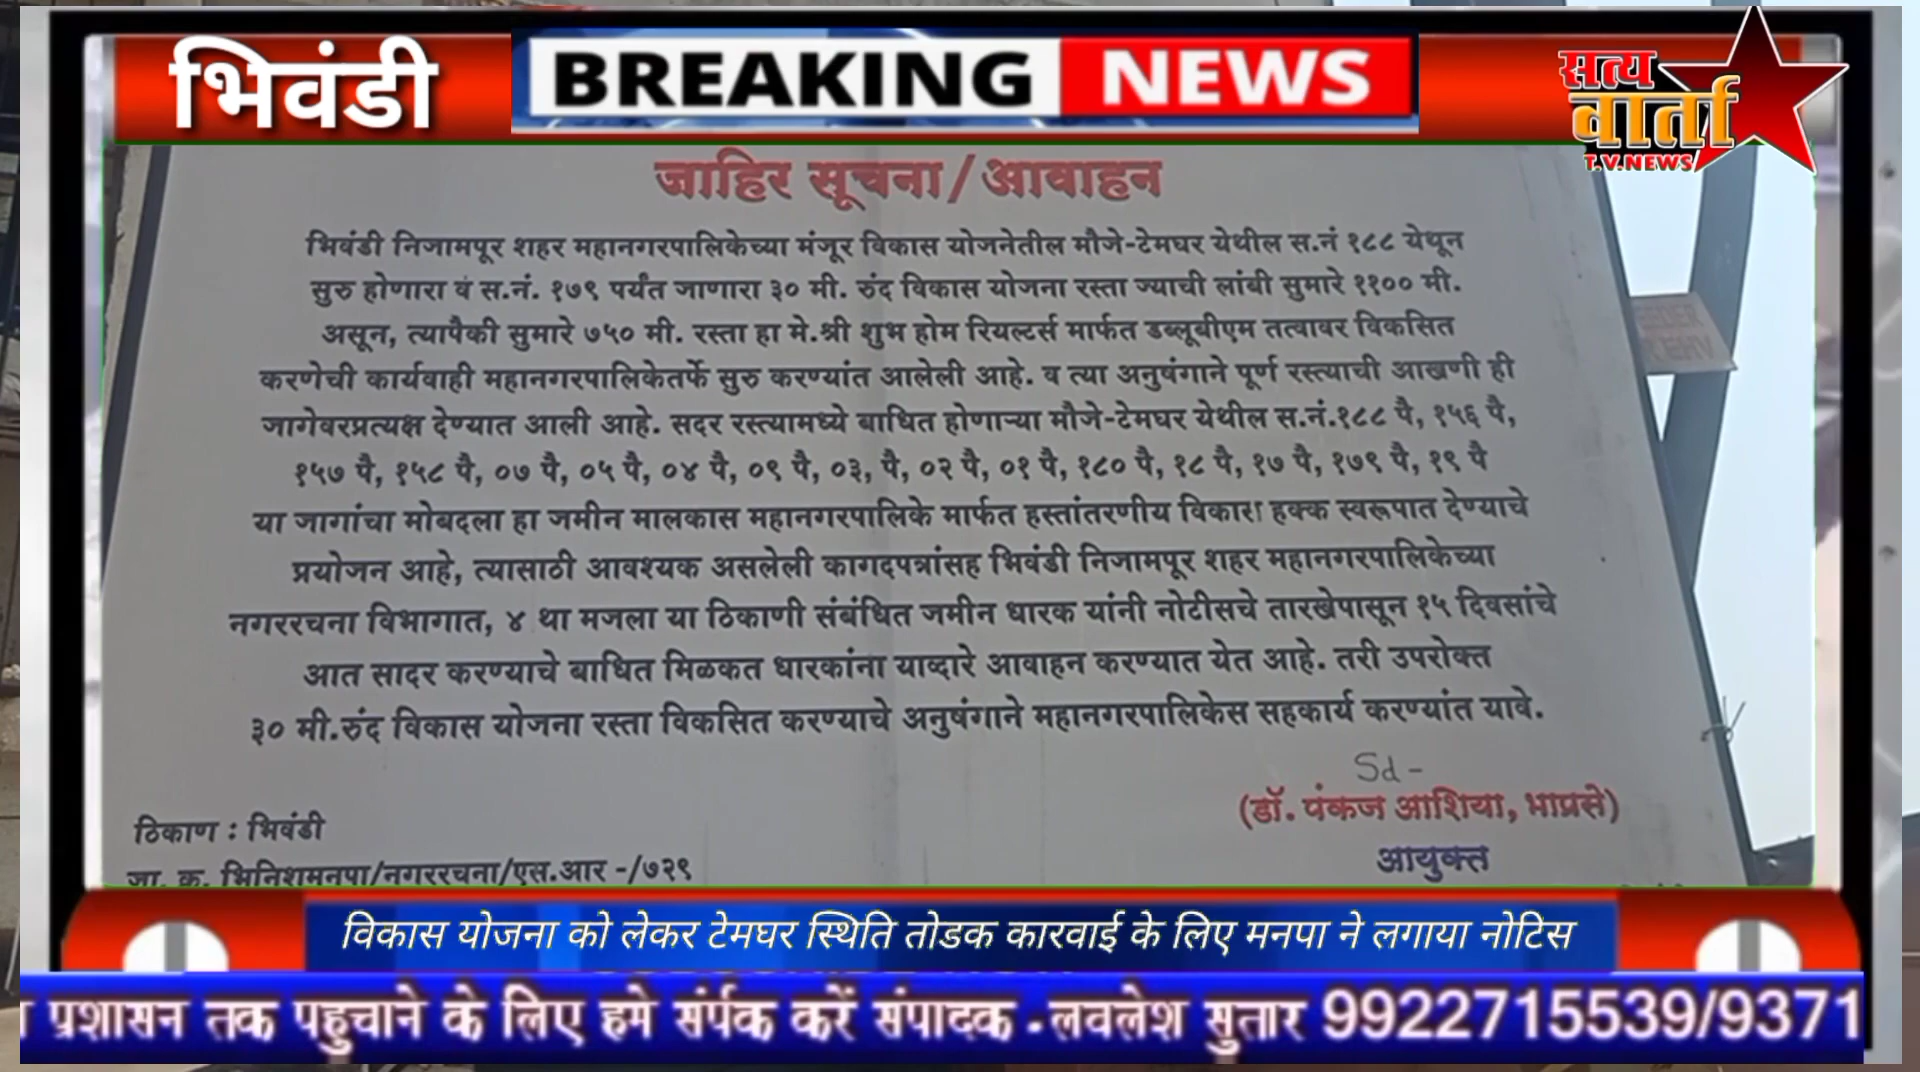 भिवंडी
BREAKING NEWS
सत्य
वार्ता
T.V.NEWS
जाहिर सूचना/आवाहन
भिवंडी निजामपूर शहर महानगरपालिकेच्या मंजूर विकास योजनेतील मौजे-टेमघर येथील स.नं १८८ येथून
सुरु होणारा वं स.नं. १७९ पर्यंत जाणारा ३० मी. रुंद विकास योजना रस्ता ज्याची लांबी सुमारे ११०० मी.
असून, त्यापैकी सुमारे ७५० मी. रस्ता हा मे.श्री शुभ होम रियल्टर्स मार्फत डब्लूबीएम तत्वावर विकसित
करणेची कार्यवाही महानगरपालिकेतर्फे सुरु करण्यांत आलेली आहे. व त्या अनुषंगाने पूर्ण रस्त्याची आखणी ही
जागेवरप्रत्यक्ष देण्यात आली आहे. सदर रस्त्यामध्ये बाधित होणाऱ्या मौजे-टेमघर येथील स.नं.१८८ पै, १५६ पै,
१५७ पै, १५८ पै, ०७ पै, ०५ पै, ०४ पै, ०९ पै, ०३, पै, ०२ पै, ०१ पै, १८० पै, १८ पै, १७ पै, १७९ पै, १९ पै
या जागांचा मोबदला हा जमीन मालकास महानगरपालिके मार्फत हस्तांतरणीय विकास हक्क स्वरूपात देण्याचे
प्रयोजन आहे, त्यासाठी आवश्यक असलेली कागदपत्रांसह भिवंडी निजामपूर शहर महानगरपालिकेच्या
नगररचना विभागात, ४ था मजला या ठिकाणी संबंधित जमीन धारक यांनी नोटीसचे तारखेपासून १५ दिवसांचे
आत सादर करण्याचे बाधित मिळकत धारकांना याव्दारे आवाहन करण्यात येत आहे. तरी उपरोक्त
३० मी.रुंद विकास योजना रस्ता विकसित करण्याचे अनुषंगाने महानगरपालिकेस सहकार्य करण्यांत यावे.
Sd-
(डॉ. पंकज आशिया, भाप्रसे)
आयुक्त
ठिकाण : भिवंडी
जा. क्र. भिनिशमनपा/नगररचना/एस.आर -/७२९
विकास योजना को लेकर टेमघर स्थिति तोडक कारवाई के लिए मनपा ने लगाया नोटिस
प्रशासन तक पहुचाने के लिए हमे संर्पक करें संपादक - लवलेश सुतार 9922715539/9371